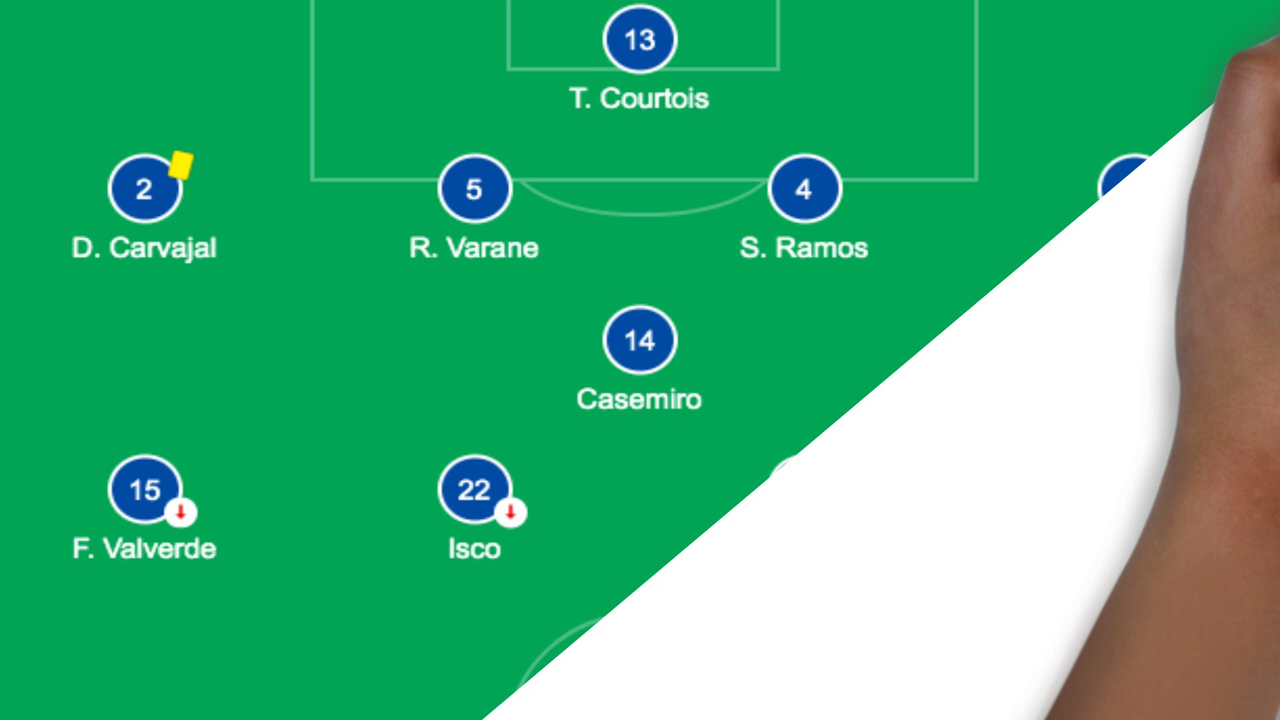 13
T. Courtois
2 5 4
D. Carvajal R. Varane S. Ramos
14
Casemiro
15 22
F. Valverde Isco